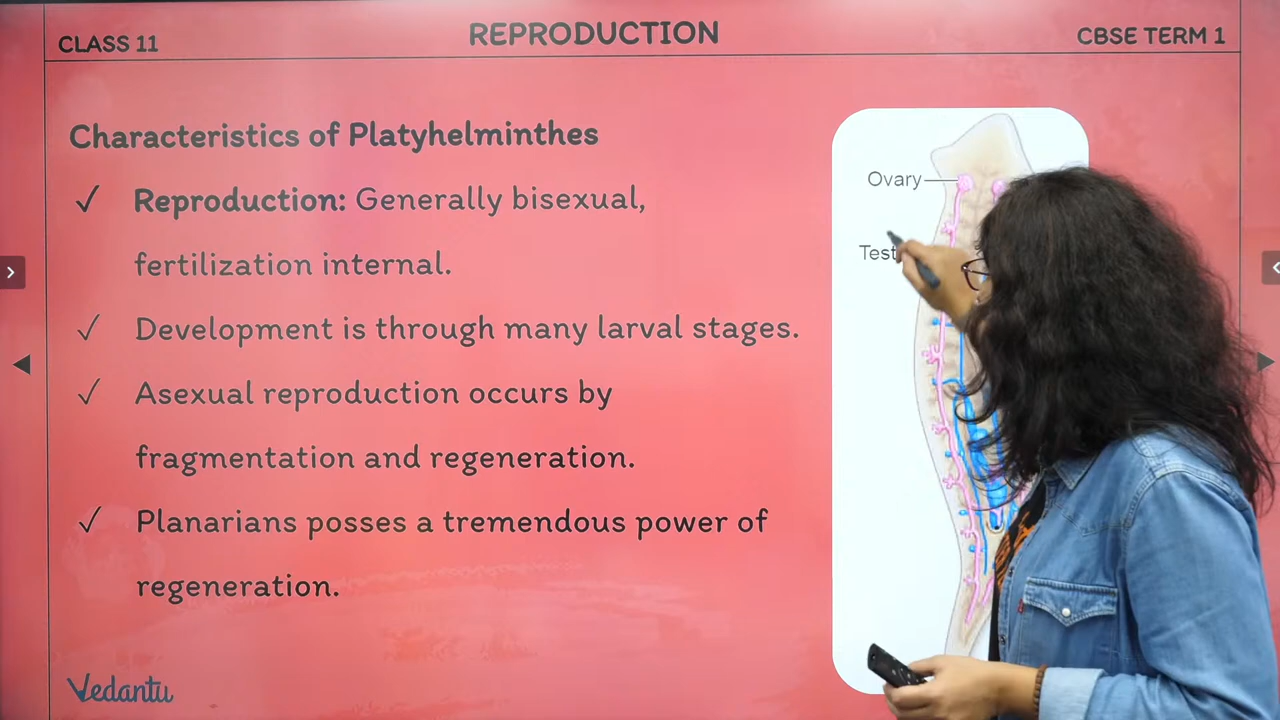 CLASS 11
REPRODUCTION
CBSE TERM 1
Characteristics of Platyhelminthes
✓ Reproduction: Generally bisexual,
fertilization internal.
✓ Development is through many larval stages.
✓ Asexual reproduction occurs by
fragmentation and regeneration.
✓ Planarians posses a tremendous power of
regeneration.
Ovary
Vedantu